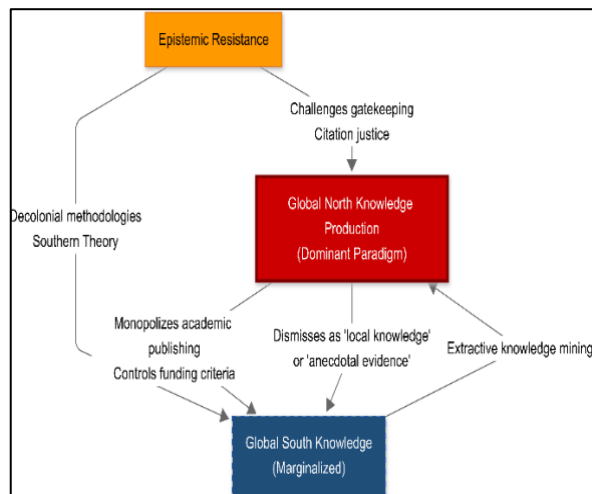 Epistemic Resistance
Challenges gatekeeping
Citation justice
Global North Knowledge
Production
(Dominant Paradigm)
Decolonial methodologies
Southern Theory
Monopolizes academic
publishing
Controls funding criteria
Dismisses as 'local knowledge'
or 'anecdotal evidence'
Extractive knowledge mining
Global South Knowledge
(Marginalized)